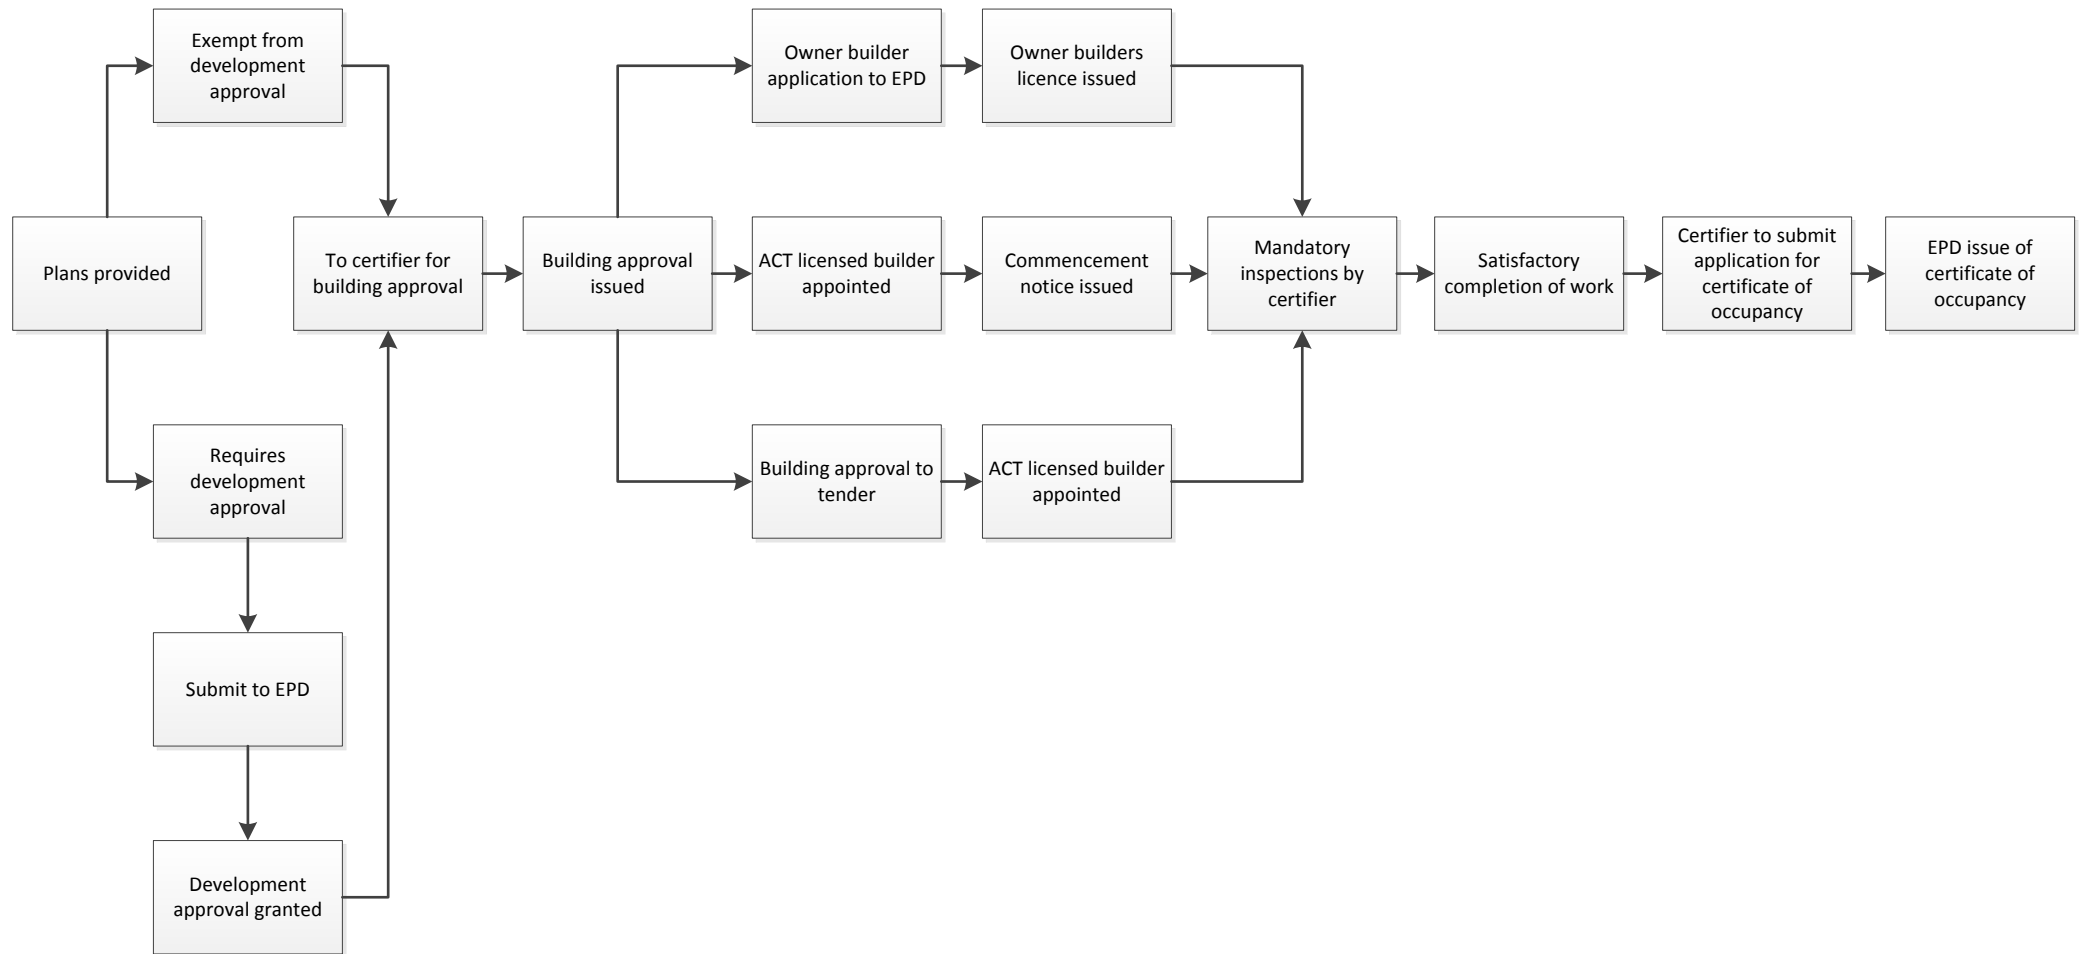 Exempt from
development
approval
Owner builder
application to EPD
Owner builders
licence issued
Plans provided
To certifier for
building approval
Building approval
issued
ACT licensed builder
appointed
Commencement
notice issued
Mandatory
inspections by
certifier
Satisfactory
completion of work
Certifier to submit
application for
certificate of
occupancy
EPD issue of
certificate of
occupancy
Requires
development
approval
Building approval to
tender
ACT licensed builder
appointed
Submit to EPD
Development
approval granted